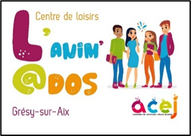 Centre de loisirs
L'ANIM'
@DOS
Grésy-sur-Aix
acej